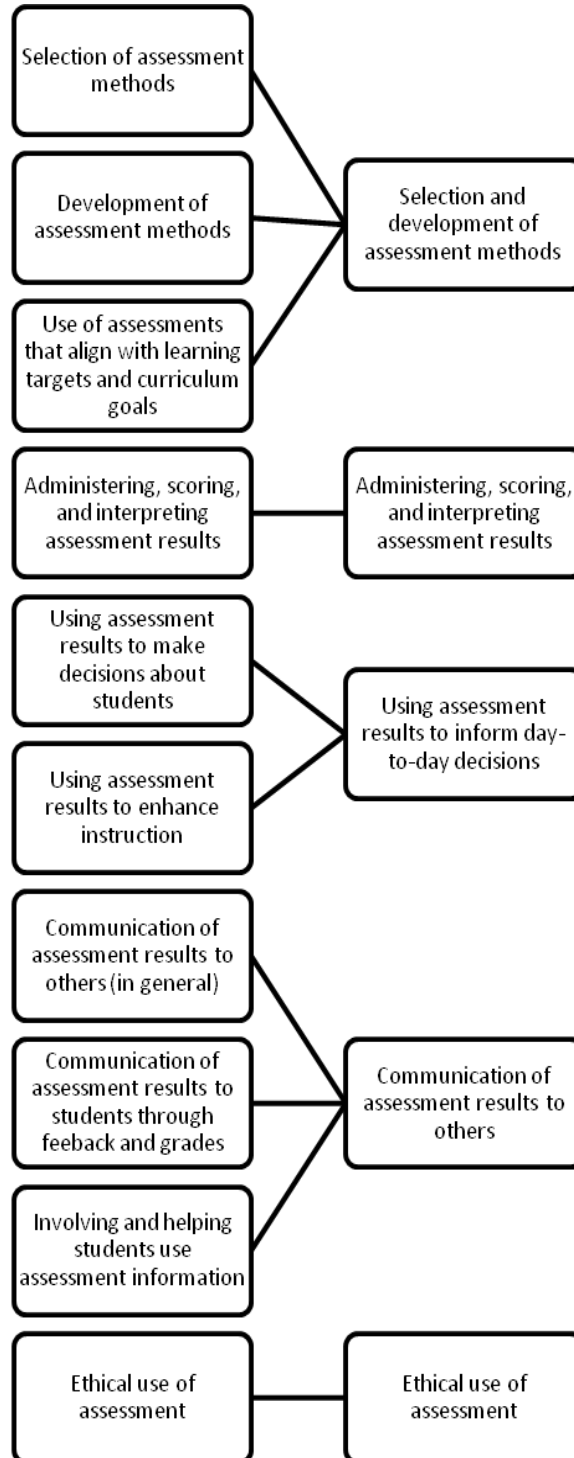 Selection of assessment
methods
Development of
assessment methods
Selection and
development of
assessment methods
Use of assessments
that align with learning
targets and curriculum
goals
Administering, scoring,
and interpreting
assessment results
Administering, scoring,
and interpreting
assessment results
Using assessment
results to make
decisions about
students
Using assessment
results to inform day-
to-day decisions
Using assessment
results to enhance
instruction
Communication of
assessment results to
others (in general)
Communication of
assessment results to
students through
feeback and grades
Communication of
assessment results to
others
Involving and helping
students use
assessment information
Ethical use of
assessment
Ethical use of
assessment